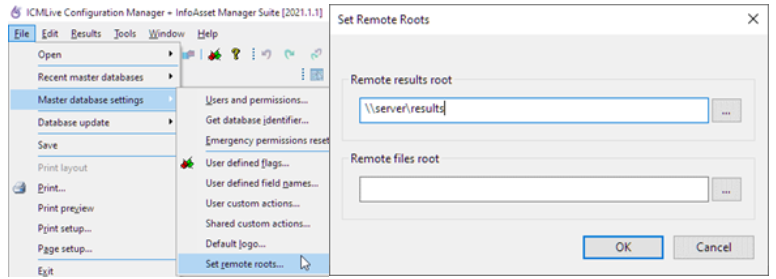 ICMLive Configuration Manager + InfoAsset Manager Suite [2021.1.1]
File Edit Results Tools Window Help
Open
Recent master databases
Master database settings
Database update
Save
Print layout
Print...
Print preview
Print setup...
Page setup...
Exit
Users and permissions...
Get database identifier...
Emergency permissions reset
User defined flags...
User defined field names...
User custom actions...
Shared custom actions...
Default logo...
Set remote roots...
Set Remote Roots
Remote results root
\\server\results
...
Remote files root
...
OK Cancel